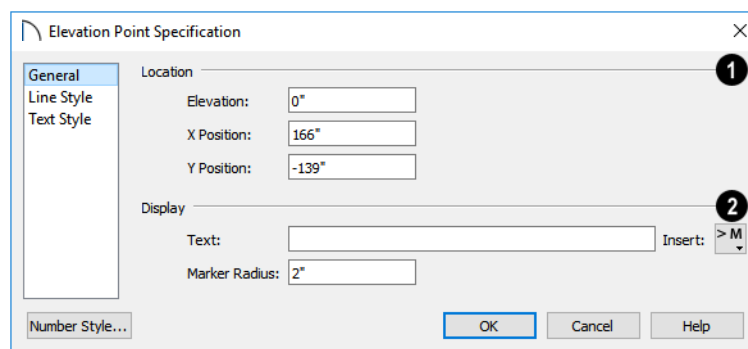 Elevation Point Specification
General
Line Style
Text Style
Location
1
Elevation: 0"
X Position: 166"
Y Position: -139"
Display
2
Text: Insert: > M
Marker Radius: 2"
Number Style... OK Cancel Help